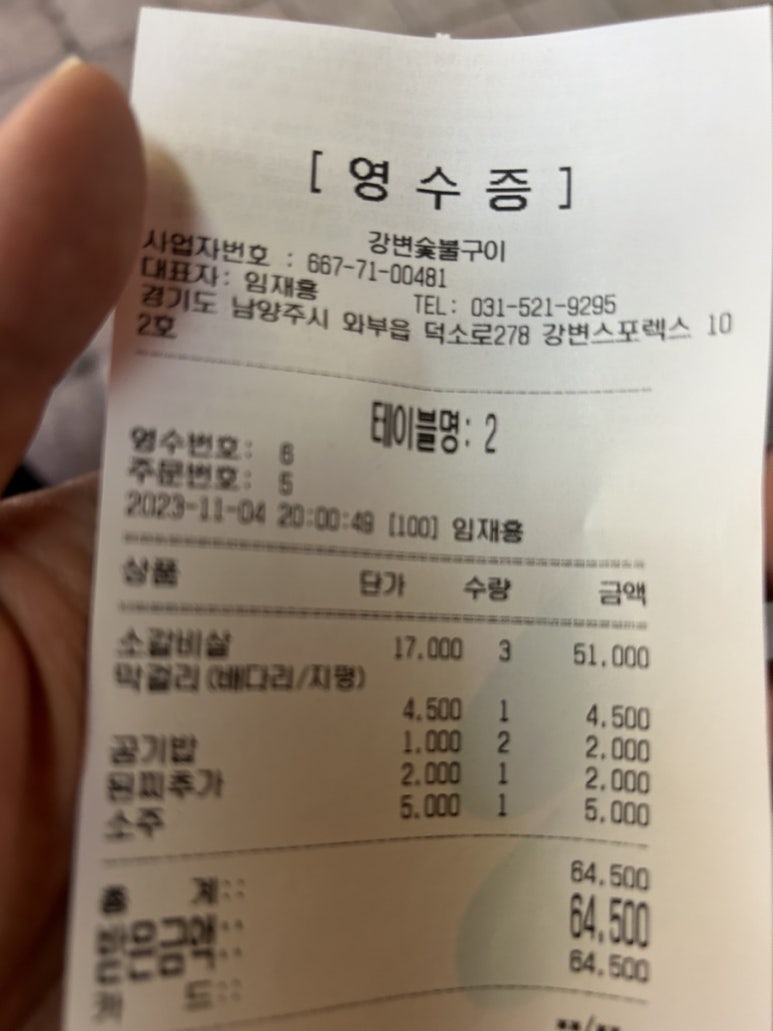 [ 영 수 증 ]
강변숯불구이
사업자번호 : 667-71-00481
대표자: 임재흥 TEL: 031-521-9295
경기도 남양주시 와부읍 덕소로278 강변스포렉스 10
2호
테이블명: 2
영수번호: 6
주문번호: 5
2023-11-04 20:00:49 [100] 임재흥
상품 단가 수량 금액
소갈비살 17,000 3 51,000
막걸리(배다리/지평)
4,500 1 4,500
공기밥 1,000 2 2,000
된찌추가 2,000 1 2,000
소주 5,000 1 5,000
총 계:: 64,500
받은금액:: 64,500
카 드:: 64,500